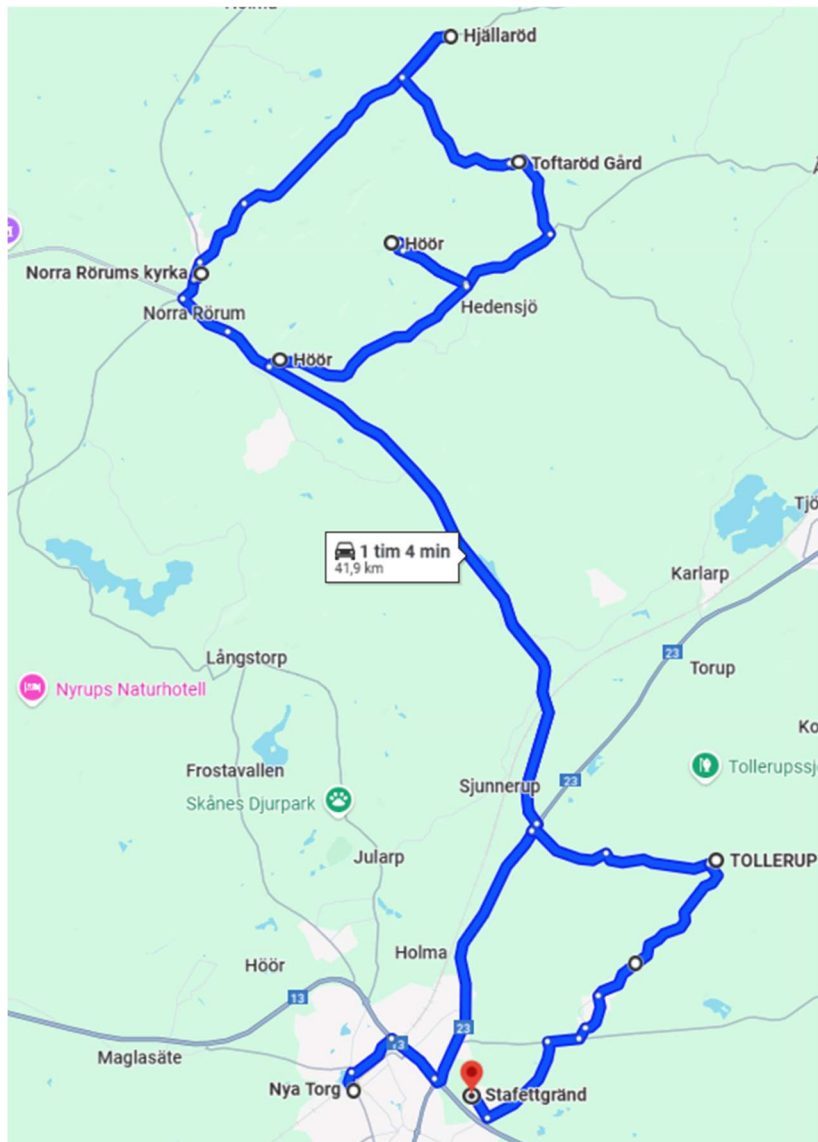 Hjällaröd
Toftaröd Gård
Höör
Norra Rörums kyrka
Hedensjö
Norra Rörum
Höör
1 tim 4 min
41,9 km
Tjö
Karlarp
23
Långstorp
Torup
Nyrups Naturhotell
Ko
Frostavallen
Sjunnerup
23
Tollerupssj
Skånes Djurpark
Jularp
TOLLERUP
Holma
Höör
13
23
13
Maglasäte
Nya Torg
Stafettgränd